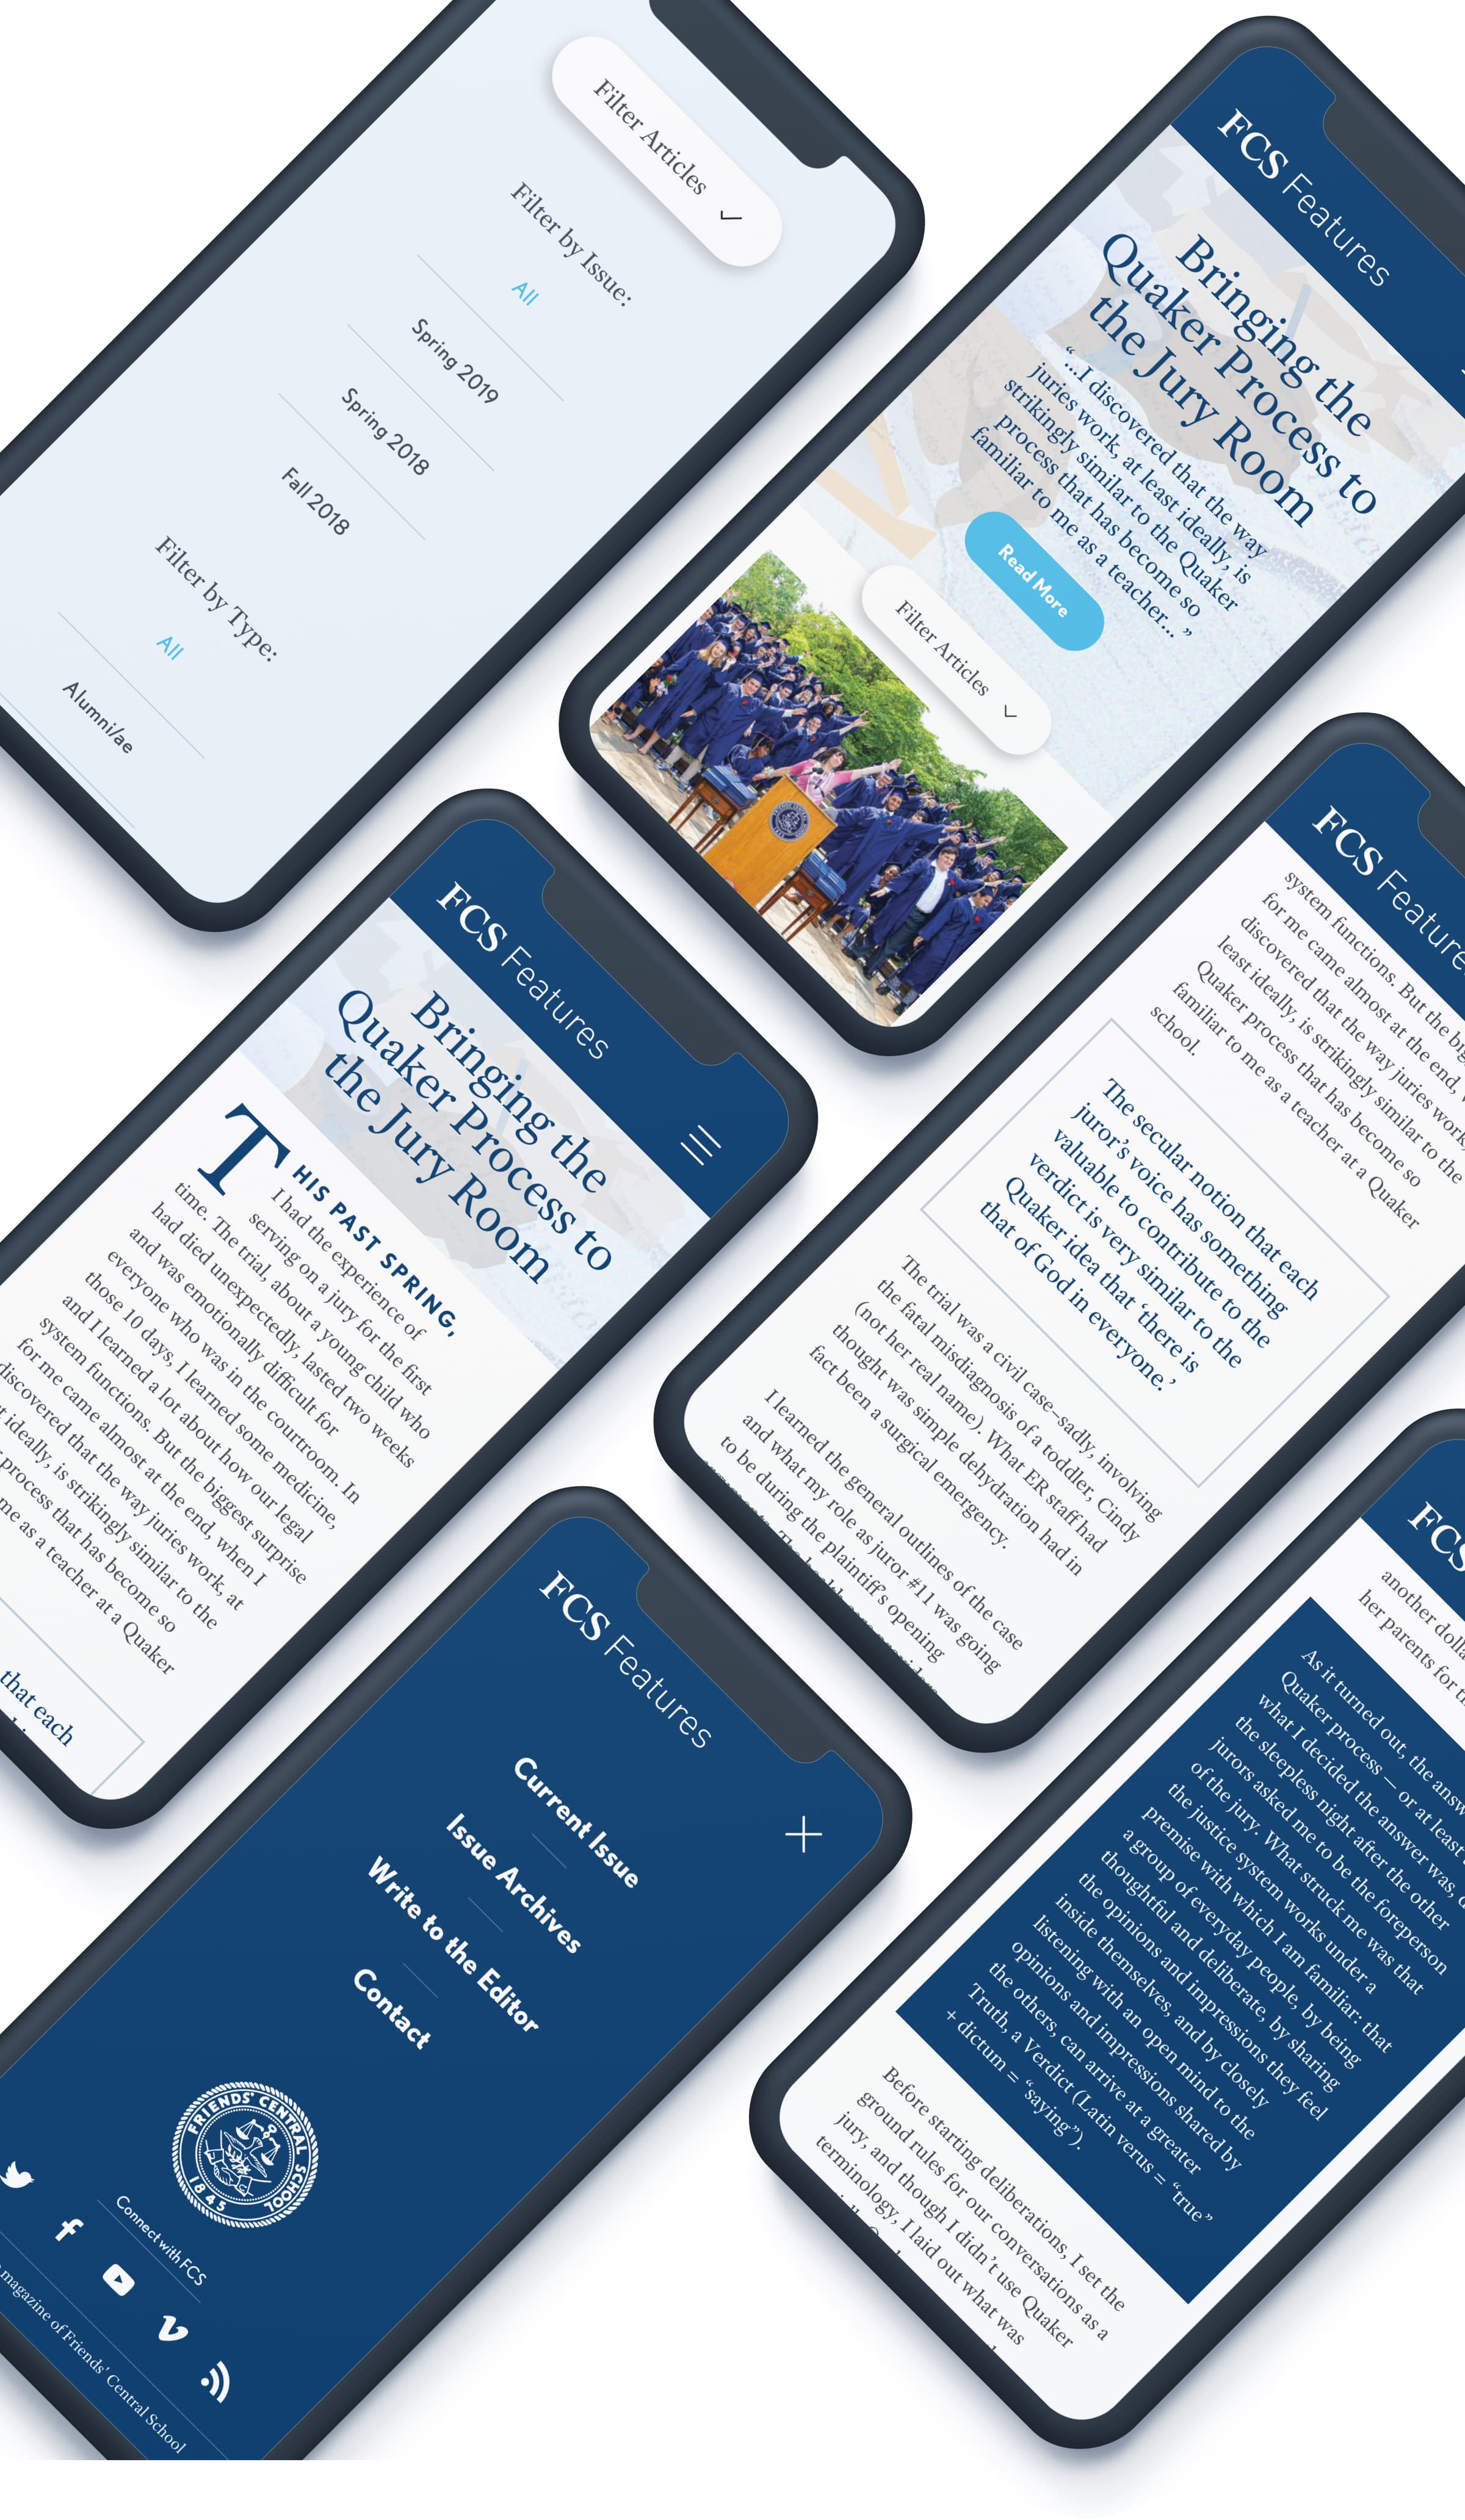 Filter Articles
Filter by Issue:
All
Spring 2019
Spring 2018
Fall 2018
Filter by Type:
All
Alumni/ae
FCS Features
Bringing the
Quaker Process to
the Jury Room
“...I discovered that the way
juries work, at least ideally, is
strikingly similar to the Quaker
process that has become so
familiar to me as a teacher... ”
Read More
Filter Articles
FCS Features
Bringing the
Quaker Process to
the Jury Room
THIS PAST SPRING,
I had the experience of
serving on a jury for the first
time. The trial, about a young child who
had died unexpectedly, lasted two weeks
and was emotionally difficult for
everyone who was in the courtroom. In
those 10 days, I learned some medicine,
and I learned a lot about how our legal
system functions. But the biggest surprise
for me came almost at the end, when I
discovered that the way juries work, at
ideally, is strikingly similar to the
process that has become so
me as a teacher at a Quaker
that each
FCS
system functions. But the
for me came almost at the end,
discovered that the way juries work,
least ideally, is strikingly similar to the
Quaker process that has become so
familiar to me as a teacher at a Quaker
school.
The secular notion that each
juror’s voice has something
valuable to contribute to the
verdict is very similar to the
Quaker idea that ‘there is
that of God in everyone.’
The trial was a civil case–sadly, involving
the fatal misdiagnosis of a toddler, Cindy
(not her real name). What ER staff had
thought was simple dehydration had in
fact been a surgical emergency.
I learned the general outlines of the case
and what my role as juror #11 was going
to be during the plaintiff’s opening
FCS Features
Current Issue
Issue Archives
Write to the Editor
Contact
FRIENDS’ CENTRAL SCHOOL
1845
Connect with FCS
magazine of Friends’ Central School
FCS
another
her parents for
As it turned out, the
Quaker process — or at least
what I decided the answer was,
the sleepless night after the other
jurors asked me to be the foreperson
of the jury. What struck me was that
the justice system works under a
premise with which I am familiar: that
a group of everyday people, by being
thoughtful and deliberate, by sharing
the opinions and impressions they feel
inside themselves, and by closely
listening with an open mind to the
opinions and impressions shared by
the others, can arrive at a greater
Truth, a Verdict (Latin verus = “true”
+ dictum = “saying”).
Before starting deliberations, I set the
ground rules for our conversations as a
jury, and though I didn’t use Quaker
terminology, I laid out what was